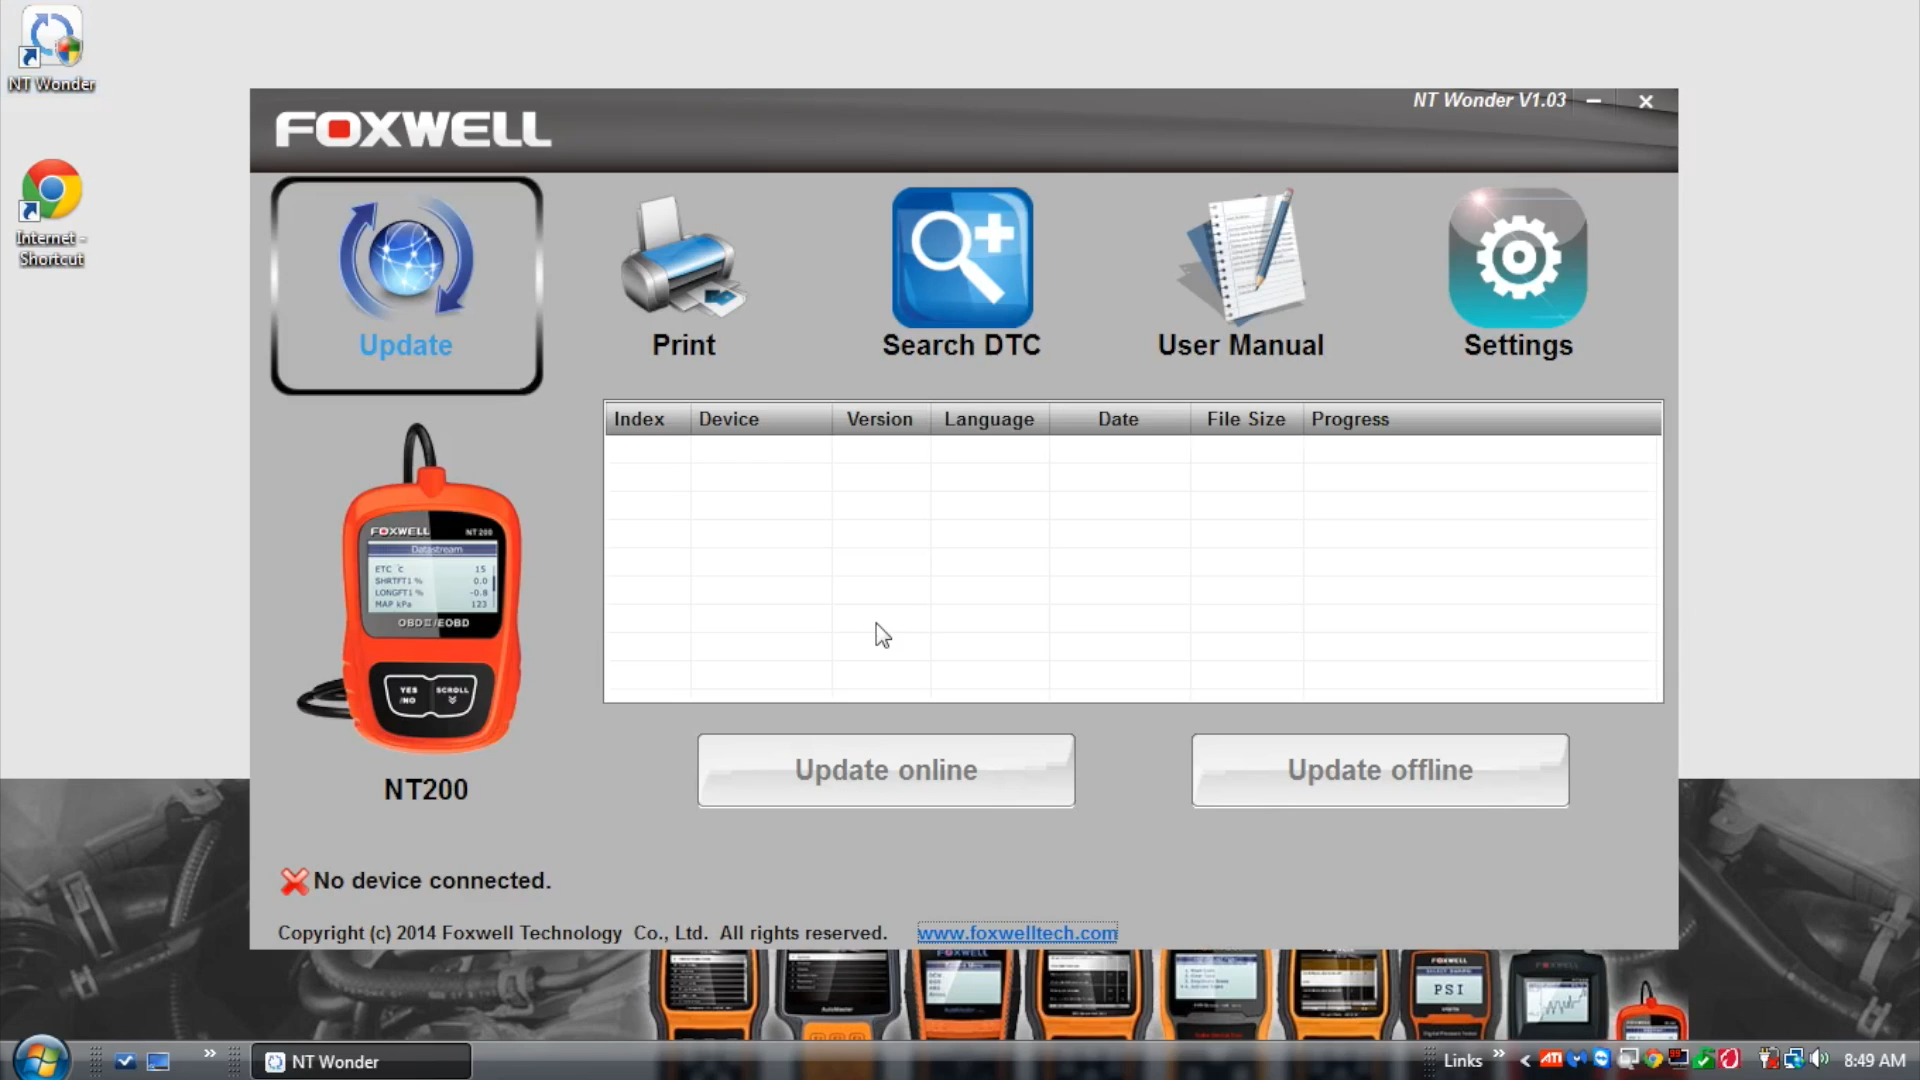 NT Wonder
Internet -
Shortcut
FOXWELL
NT Wonder V1.03
Update
Print
Search DTC
User Manual
Settings
Index Device Version Language Date File Size Progress
FOXWELL NT200
Datastream
ETC °c 15
SHRTFT1 % 0.0
LONGFT1 % -0.8
MAP kPa 123
OBDII/EOBD
YES
/NO
SCROLL
NT200
Update online
Update offline
No device connected.
Copyright (c) 2014 Foxwell Technology Co., Ltd. All rights reserved.
www.foxwelltech.com
FOXWELL
PSI
NT Wonder
Links
ATI
8:49 AM